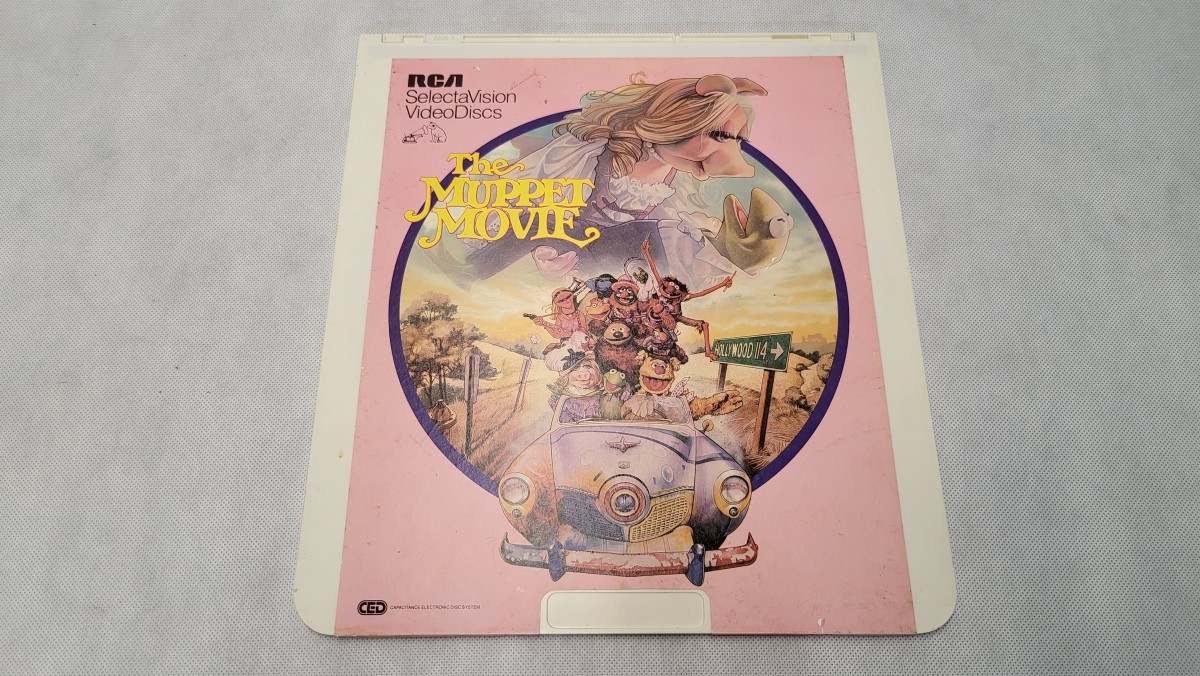 RCA
SelectaVision
VideoDiscs
The
MUPPET
MOVIE
HOLLYWOOD 114 →
CED CAPACITANCE ELECTRONIC DISC SYSTEM